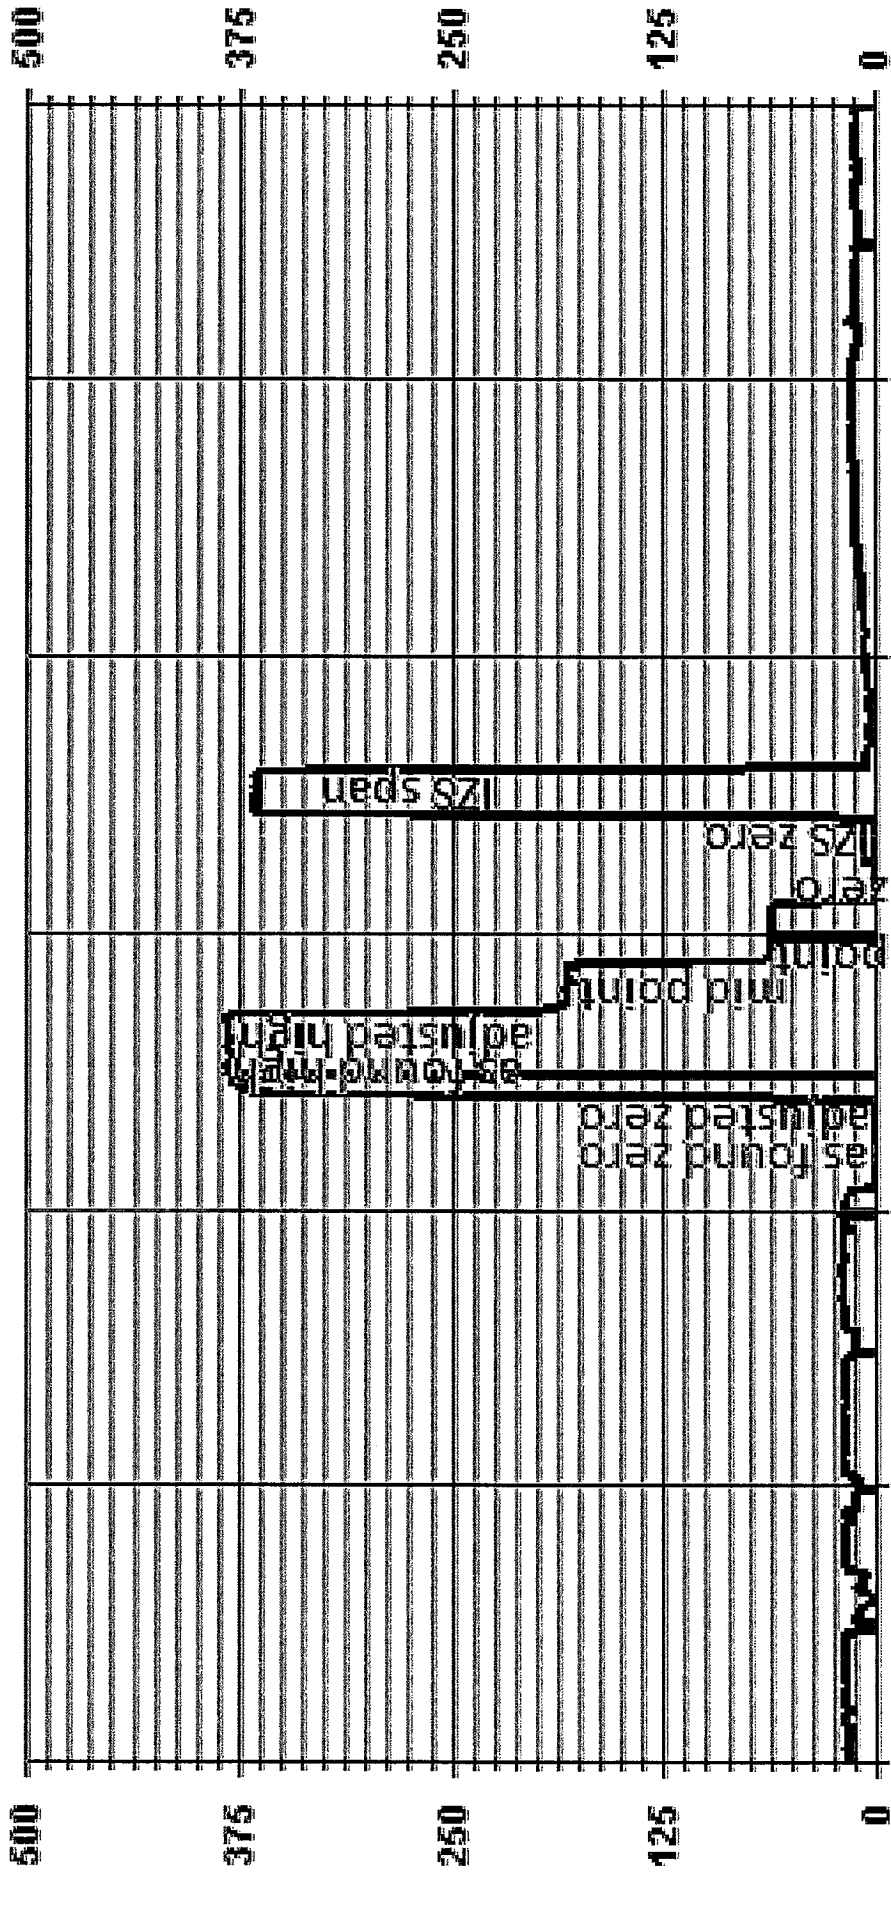 500
375
250
125
0
as found zero
adjusted zero
as found high
adjusted high
mid point
point
zero
IZS zero
IZS span
500
375
250
125
0